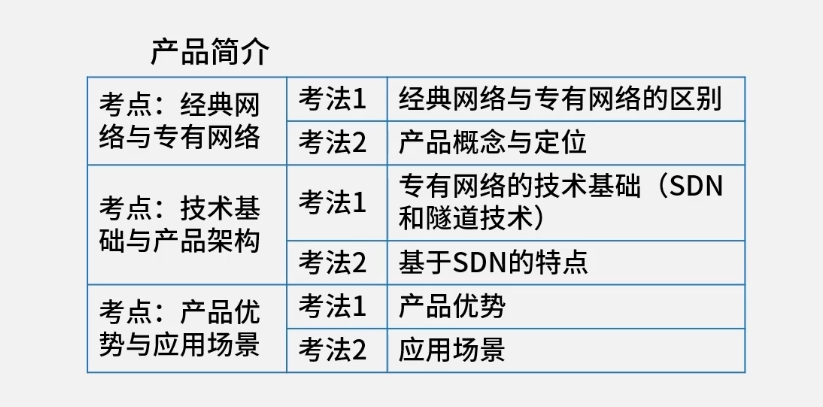 产品简介
考点：经典网
络与专有网络
考法1
经典网络与专有网络的区别
考法2
产品概念与定位
考点：技术基
础与产品架构
考法1
专有网络的技术基础（SDN
和隧道技术）
考法2
基于SDN的特点
考点：产品优
势与应用场景
考法1
产品优势
考法2
应用场景